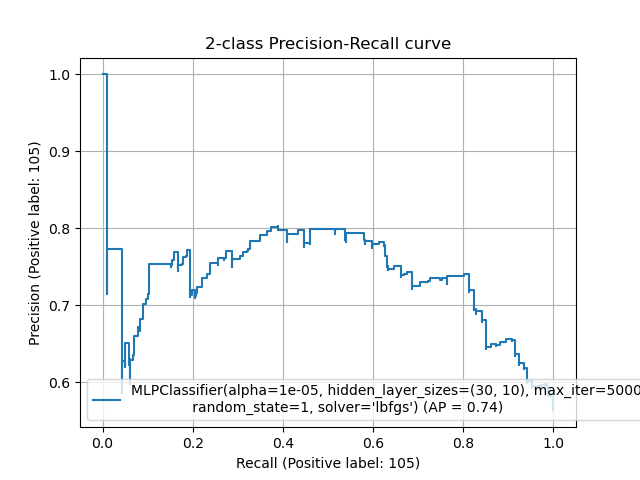 2-class Precision-Recall curve
1.0
0.9
0.8
0.7
0.6
Precision (Positive label: 105)
MLPClassifier(alpha=1e-05, hidden_layer_sizes=(30, 10), max_iter=5000
random_state=1, solver='lbfgs') (AP = 0.74)
0.0 0.2 0.4 0.6 0.8 1.0
Recall (Positive label: 105)